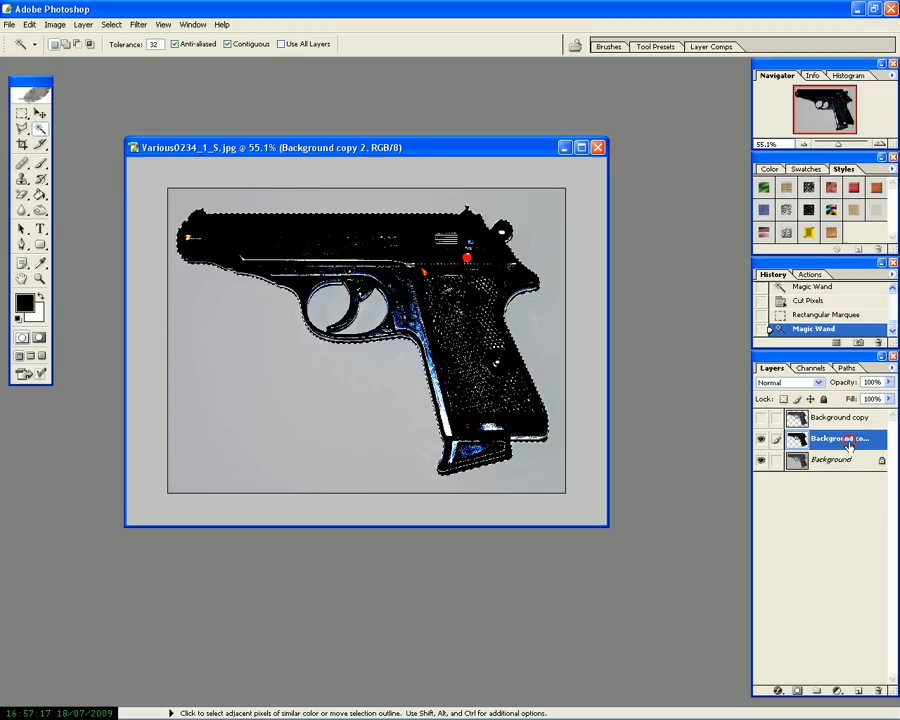 Adobe Photoshop
File Edit Image Layer Select Filter View Window Help
Tolerance: 32 Anti-aliased Contiguous Use All Layers Brushes Tool Presets Layer Comps
Navigator Info Histogram
Various0234_1_S.jpg @ 55.1% (Background copy 2, RGB/8)
55.1%
Color Swatches Styles
History Actions
Magic Wand
Cut Pixels
Rectangular Marquee
Magic Wand
Layers Channels Paths
Normal Opacity: 100%
Lock: Fill: 100%
Background copy
Background co...
Background
16:57:17 18/07/2009 Click to select adjacent pixels of similar color or move selection outline. Use Shift, Alt, and Ctrl for additional options.